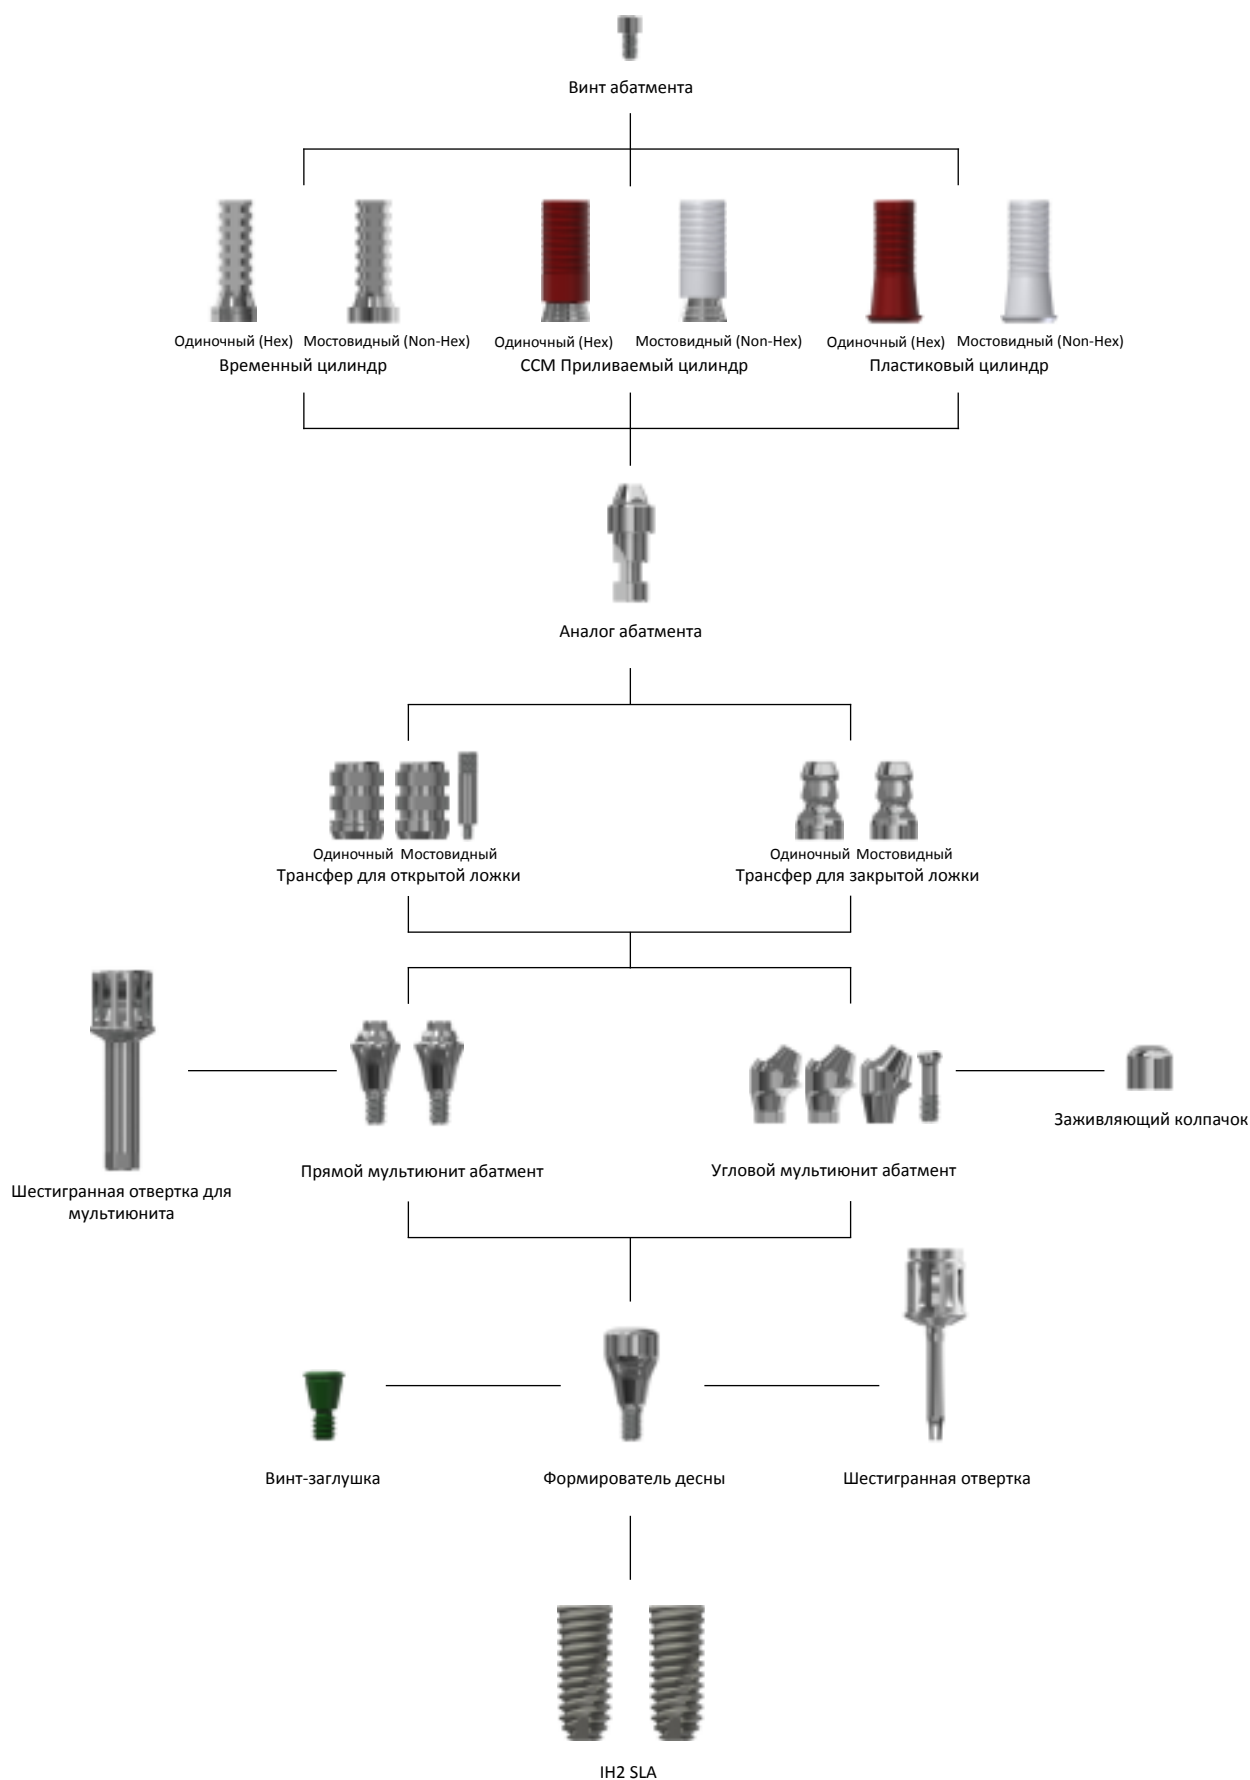 Винт абатмента
Одиночный (Hex) Мостовидный (Non-Hex) Одиночный (Hex) Мостовидный (Non-Hex) Одиночный (Hex) Мостовидный (Non-Hex)
Временный цилиндр ССМ Приливаемый цилиндр Пластиковый цилиндр
Аналог абатмента
Одиночный Мостовидный Одиночный Мостовидный
Трансфер для открытой ложки Трансфер для закрытой ложки
Заживляющий колпачок
Прямой мультиюнит абатмент Угловой мультиюнит абатмент
Шестигранная отвертка для
мультиюнита
Винт-заглушка Формирователь десны Шестигранная отвертка
IH2 SLA